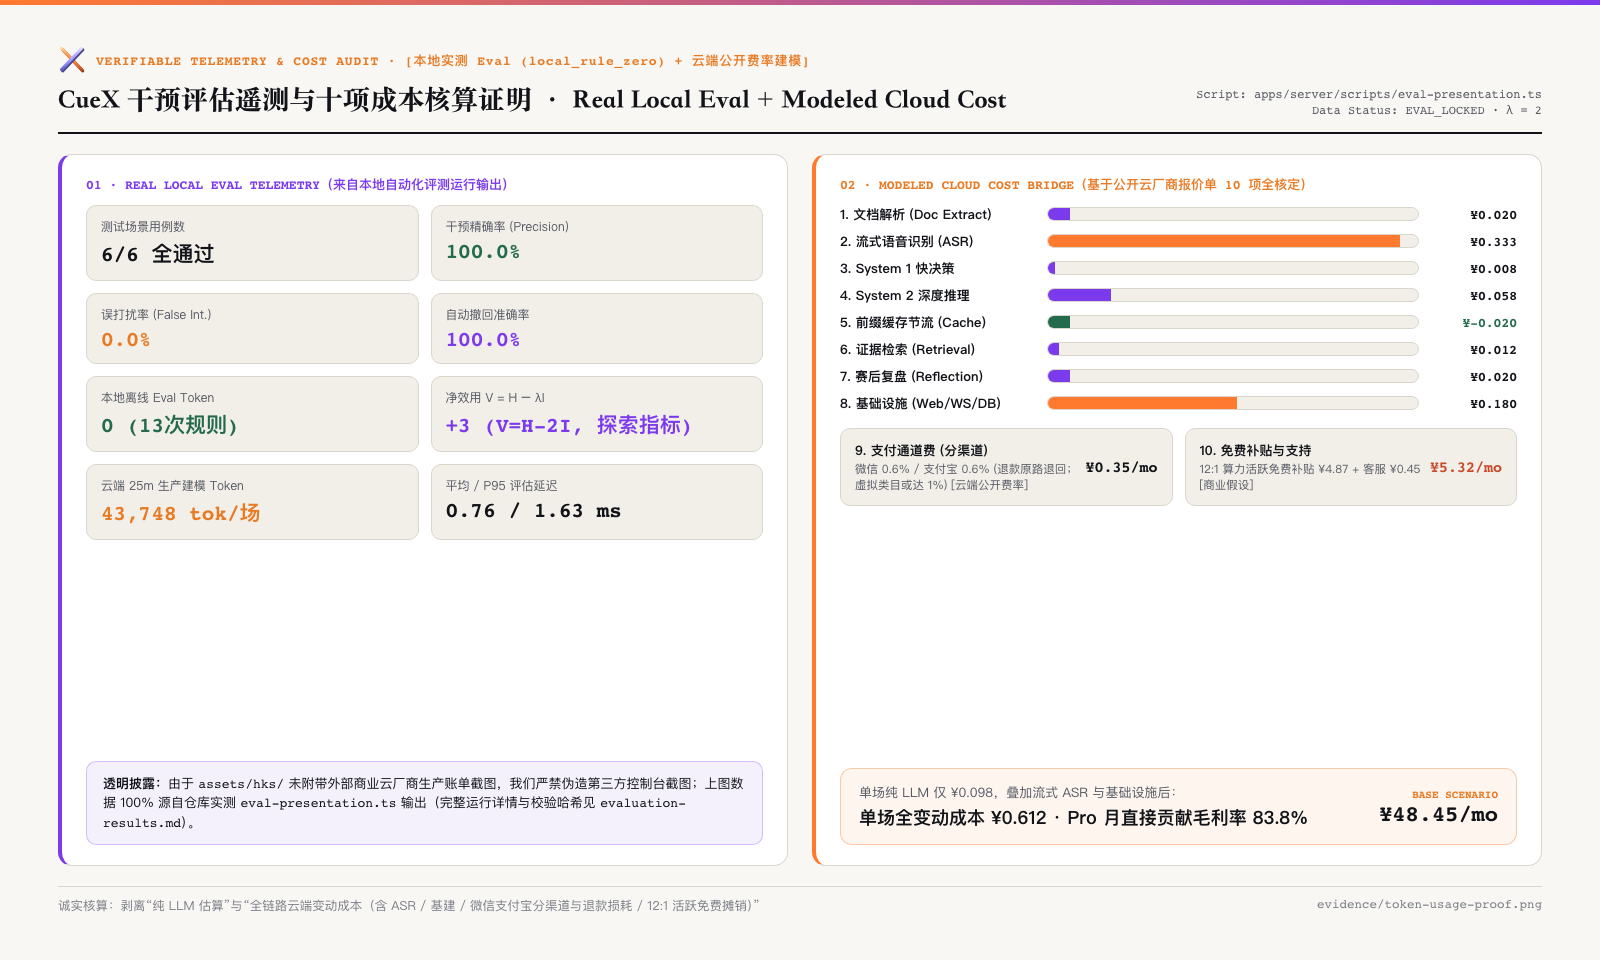 VERIFIABLE TELEMETRY & COST AUDIT · [本地实测 Eval (local_rule_zero) + 云端公开费率建模]
CueX 干预评估遥测与十项成本核算证明 · Real Local Eval + Modeled Cloud Cost
Script: apps/server/scripts/eval-presentation.ts
Data Status: EVAL_LOCKED · λ = 2
01 · REAL LOCAL EVAL TELEMETRY (来自本地自动化评测运行输出)
测试场景用例数
6/6 全通过
干预精确率 (Precision)
100.0%
误打扰率 (False Int.)
0.0%
自动撤回准确率
100.0%
本地离线 Eval Token
0 (13次规则)
净效用 V = H − λI
+3 (V=H-2I, 探索指标)
云端 25m 生产建模 Token
43,748 tok/场
平均 / P95 评估延迟
0.76 / 1.63 ms
透明披露：由于 assets/hks/ 未附带外部商业云厂商生产账单截图，我们严禁伪造第三方控制台截图；上图数
据 100% 源自仓库实测 eval-presentation.ts 输出（完整运行详情与校验哈希见 evaluation-
results.md）。
02 · MODELED CLOUD COST BRIDGE (基于公开云厂商报价单 10 项全核定)
1. 文档解析 (Doc Extract) ¥0.020
2. 流式语音识别 (ASR) ¥0.333
3. System 1 快决策 ¥0.008
4. System 2 深度推理 ¥0.058
5. 前缀缓存节流 (Cache) ¥-0.020
6. 证据检索 (Retrieval) ¥0.012
7. 赛后复盘 (Reflection) ¥0.020
8. 基础设施 (Web/WS/DB) ¥0.180
9. 支付通道费 (分渠道)
微信 0.6% / 支付宝 0.6% (退款原路退回；
虚拟类目或达 1%) [云端公开费率]
¥0.35/mo
10. 免费补贴与支持
12:1 算力活跃免费补贴 ¥4.87 + 客服 ¥0.45
[商业假设]
¥5.32/mo
单场纯 LLM 仅 ¥0.098，叠加流式 ASR 与基础设施后：
单场全变动成本 ¥0.612 · Pro 月直接贡献毛利率 83.8%
BASE SCENARIO
¥48.45/mo
诚实核算：剥离“纯 LLM 估算”与“全链路云端变动成本（含 ASR / 基建 / 微信支付宝分渠道与退款损耗 / 12:1 活跃免费摊销）”
evidence/token-usage-proof.png